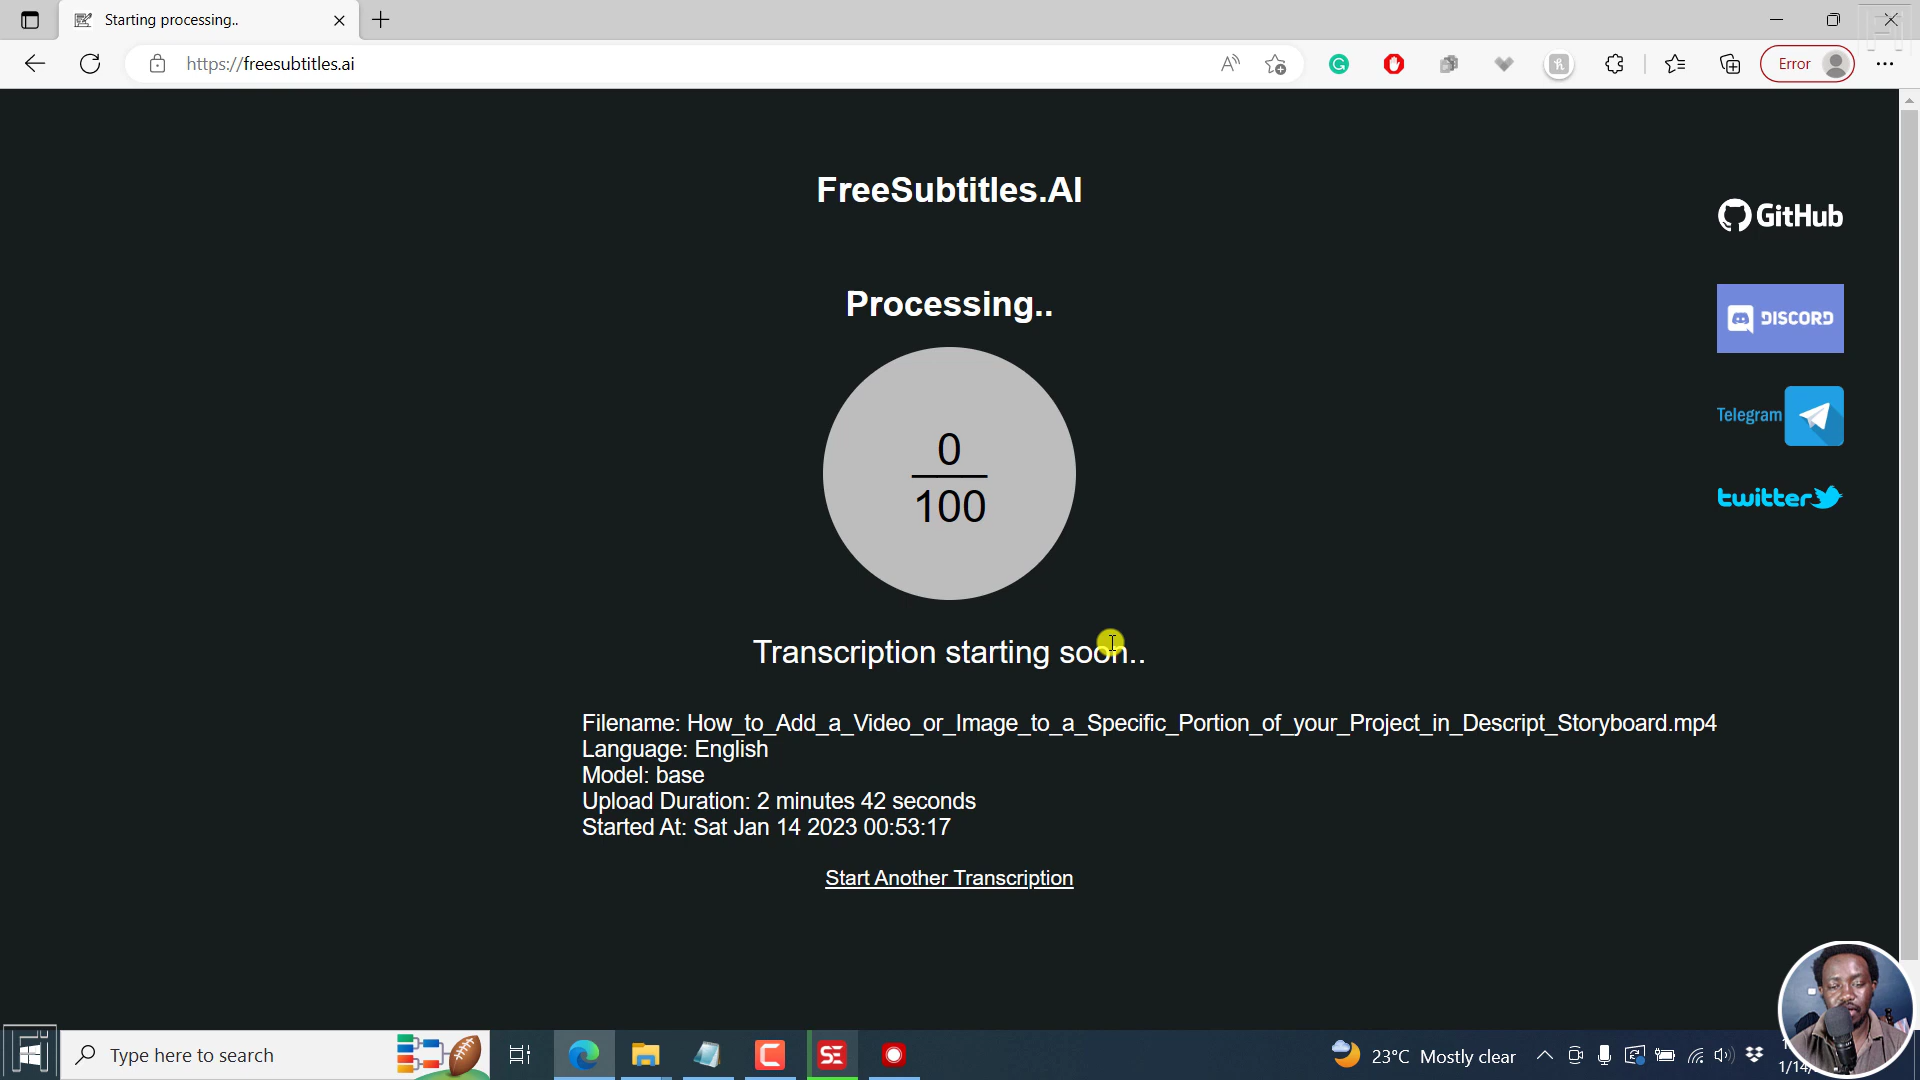 Starting processing..
https://freesubtitles.ai
Error
FreeSubtitles.AI
GitHub
Processing..
DISCORD
0
100
Telegram
twitter
Transcription starting soon..
Filename: How_to_Add_a_Video_or_Image_to_a_Specific_Portion_of_your_Project_in_Descript_Storyboard.mp4
Language: English
Model: base
Upload Duration: 2 minutes 42 seconds
Started At: Sat Jan 14 2023 00:53:17
Start Another Transcription
Type here to search
SE
23°C Mostly clear